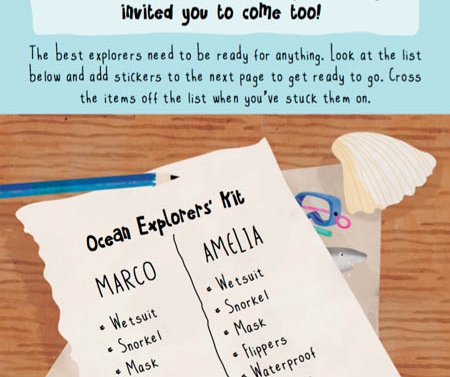 invited you to come too!
The best explorers need to be ready for anything. Look at the list
below and add stickers to the next page to get ready to go. Cross
the items off the list when you've stuck them on.
Ocean Explorers' Kit
MARCO
• Wetsuit
• Snorkel
• Mask
AMELIA
• Wetsuit
• Snorkel
• Mask
• Flippers
• Waterproof